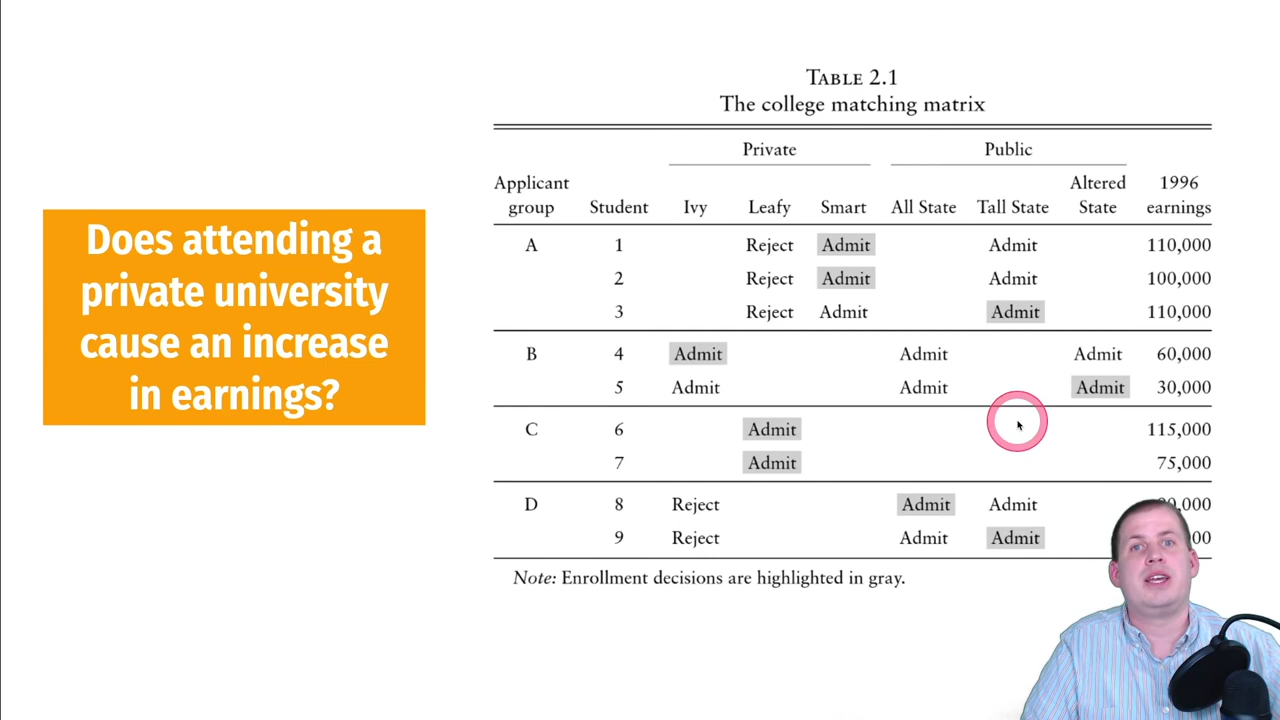 Does attending a
private university
cause an increase
in earnings?
TABLE 2.1
The college matching matrix
Private Public
Applicant Altered 1996
group Student Ivy Leafy Smart All State Tall State State earnings
A 1 Reject Admit Admit 110,000
2 Reject Admit Admit 100,000
3 Reject Admit Admit 110,000
B 4 Admit Admit Admit 60,000
5 Admit Admit Admit 30,000
C 6 Admit 115,000
7 Admit 75,000
D 8 Reject Admit Admit
9 Reject Admit Admit
Note: Enrollment decisions are highlighted in gray.